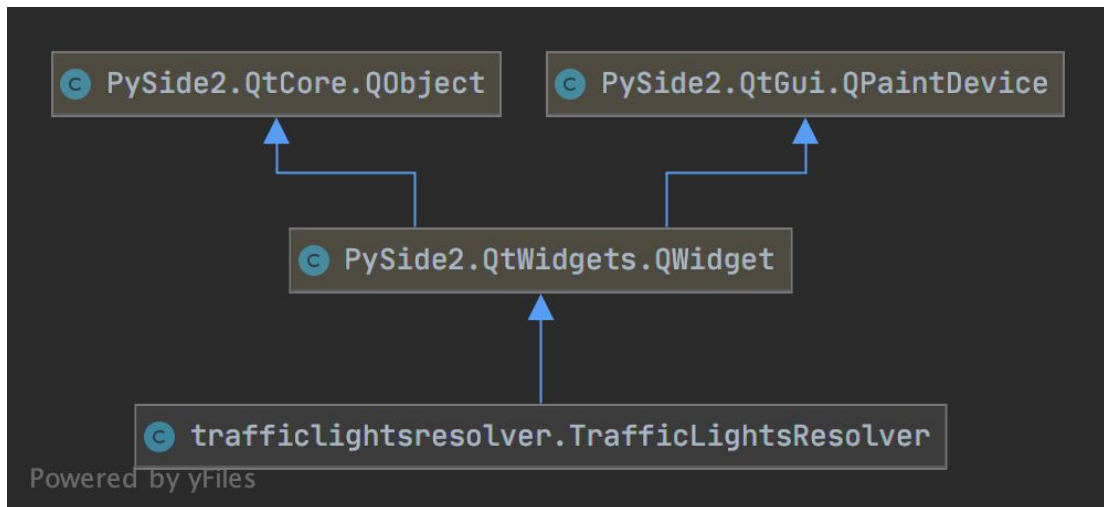 C PySide2.QtCore.QObject
C PySide2.QtGui.QPaintDevice
C PySide2.QtWidgets.QWidget
C trafficlightsresolver.TrafficLightsResolver
Powered by yFiles